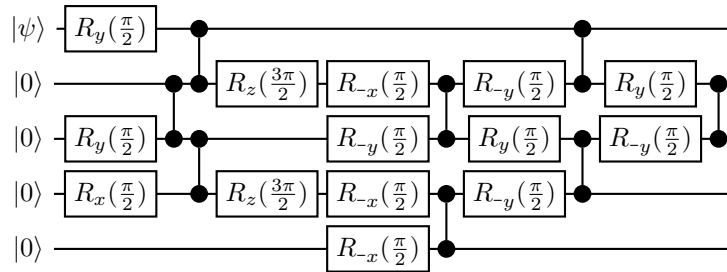 |ψ⟩ R_y(π/2)
|0⟩ R_z(3π/2) R_-x(π/2) R_-y(π/2) R_y(π/2)
|0⟩ R_y(π/2) R_-y(π/2) R_y(π/2) R_-y(π/2)
|0⟩ R_x(π/2) R_z(3π/2) R_-x(π/2) R_-y(π/2)
|0⟩ R_-x(π/2)